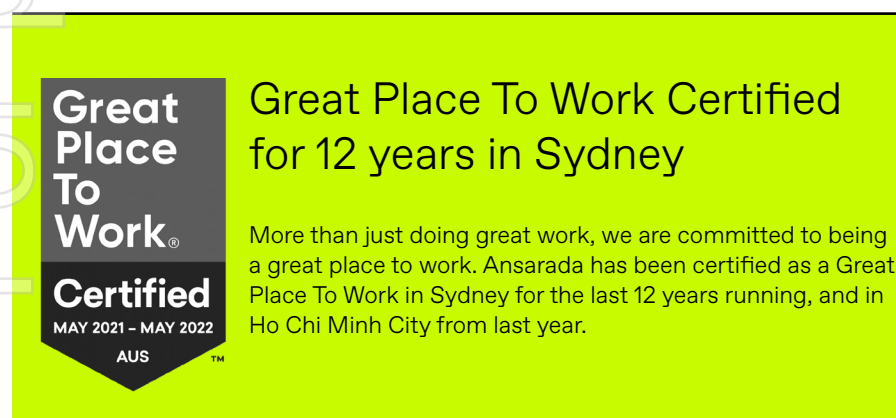 Great
Place
To
Work®
Certified
MAY 2021 – MAY 2022
AUS
™
Great Place To Work Certified
for 12 years in Sydney
More than just doing great work, we are committed to being
a great place to work. Ansarada has been certified as a Great
Place To Work in Sydney for the last 12 years running, and in
Ho Chi Minh City from last year.